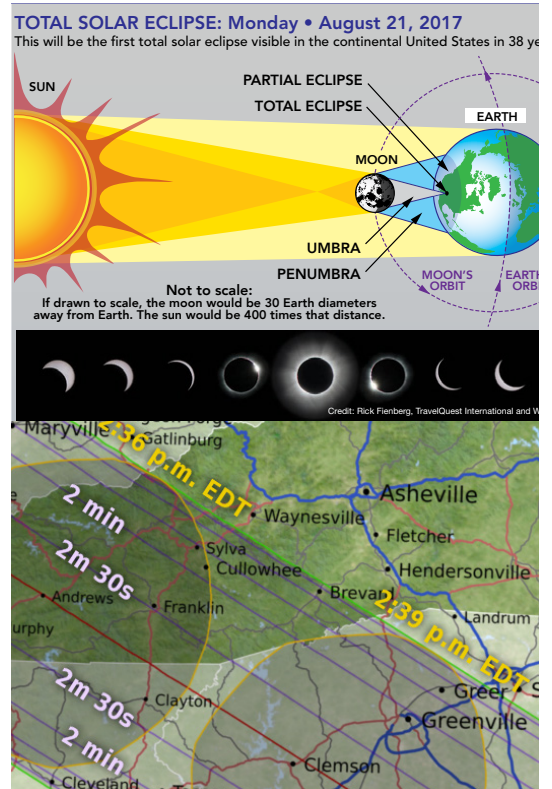 TOTAL SOLAR ECLIPSE: Monday • August 21, 2017
This will be the first total solar eclipse visible in the continental United States in 38 ye
SUN
PARTIAL ECLIPSE
TOTAL ECLIPSE
EARTH
MOON
UMBRA
PENUMBRA
MOON'S
ORBIT
EARTH
ORBI
Not to scale:
If drawn to scale, the moon would be 30 Earth diameters
away from Earth. The sun would be 400 times that distance.
Credit: Rick Fienberg, TravelQuest International and W
Maryville
Gatlinburg
2:36 p.m. EDT
2 min
Asheville
Waynesville
Fletcher
2m 30s
Sylva
Cullowhee
Hendersonville
Andrews
Franklin
Brevard
2:39 p.m. EDT
Landrum
urphy
2m 30s
Clayton
Greer
S
Greenville
2 min
Clemson
Cleveland